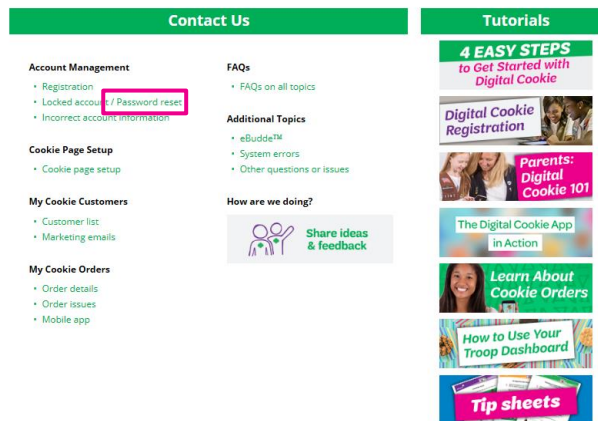 Contact Us
Account Management
Registration
Locked account / Password reset
Incorrect account information
Cookie Page Setup
Cookie page setup
My Cookie Customers
Customer list
Marketing emails
My Cookie Orders
Order details
Order issues
Mobile app
FAQs
FAQs on all topics
Additional Topics
eBudde™
System errors
Other questions or issues
How are we doing?
Share ideas
& feedback
Tutorials
4 EASY STEPS
to Get Started with
Digital Cookie
Digital Cookie
Registration
Parents:
Digital
Cookie 101
The Digital Cookie App
in Action
Learn About
Cookie Orders
How to Use Your
Troop Dashboard
Tip sheets